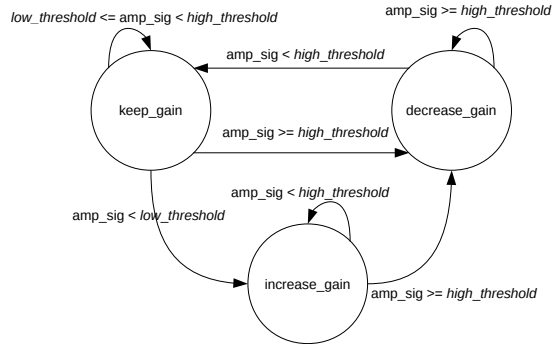 low_threshold <= amp_sig < high_threshold
amp_sig >= high_threshold
amp_sig < high_threshold
keep_gain
decrease_gain
amp_sig >= high_threshold
amp_sig < high_threshold
amp_sig < low_threshold
increase_gain
amp_sig >= high_threshold